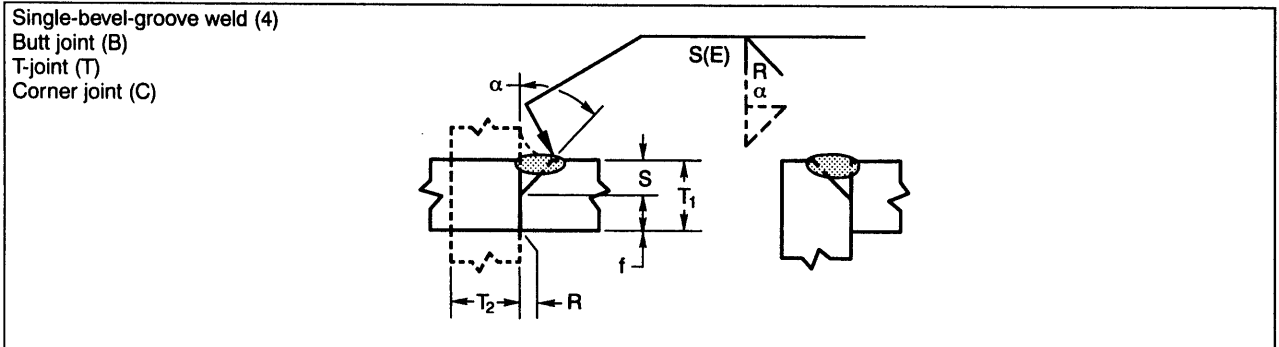 Single-bevel-groove weld (4)
Butt joint (B)
T-joint (T)
Corner joint (C)
S(E)
R
α
α
S
T₁
f
T₂
R